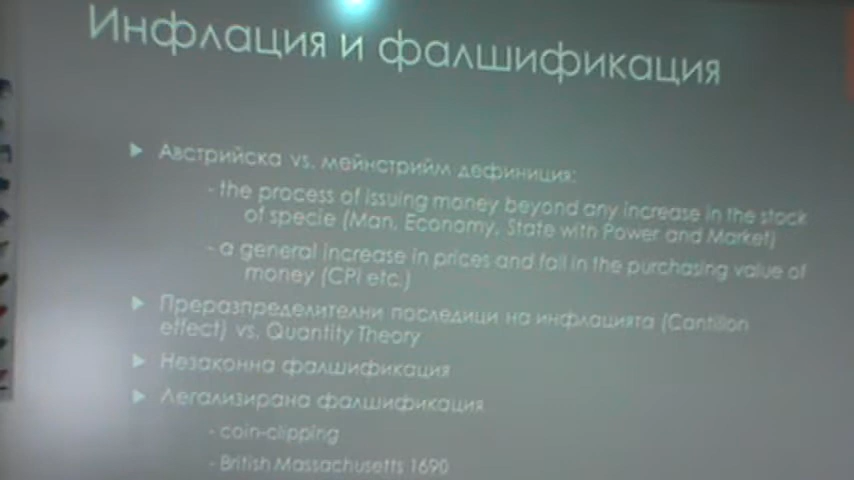 Инфлация и фалшификация
Австрийска vs. мейнстрийм дефиниция:
- the process of issuing money beyond any increase in the stock
of specie (Man, Economy, State with Power and Market)
- a general increase in prices and fall in the purchasing value of
money (CPI etc.)
Преразпределителни последици на инфлацията (Cantillon
effect) vs. Quantity Theory
Незаконна фалшификация
Легализирана фалшификация
- coin-clipping
- British Massachusetts 1690